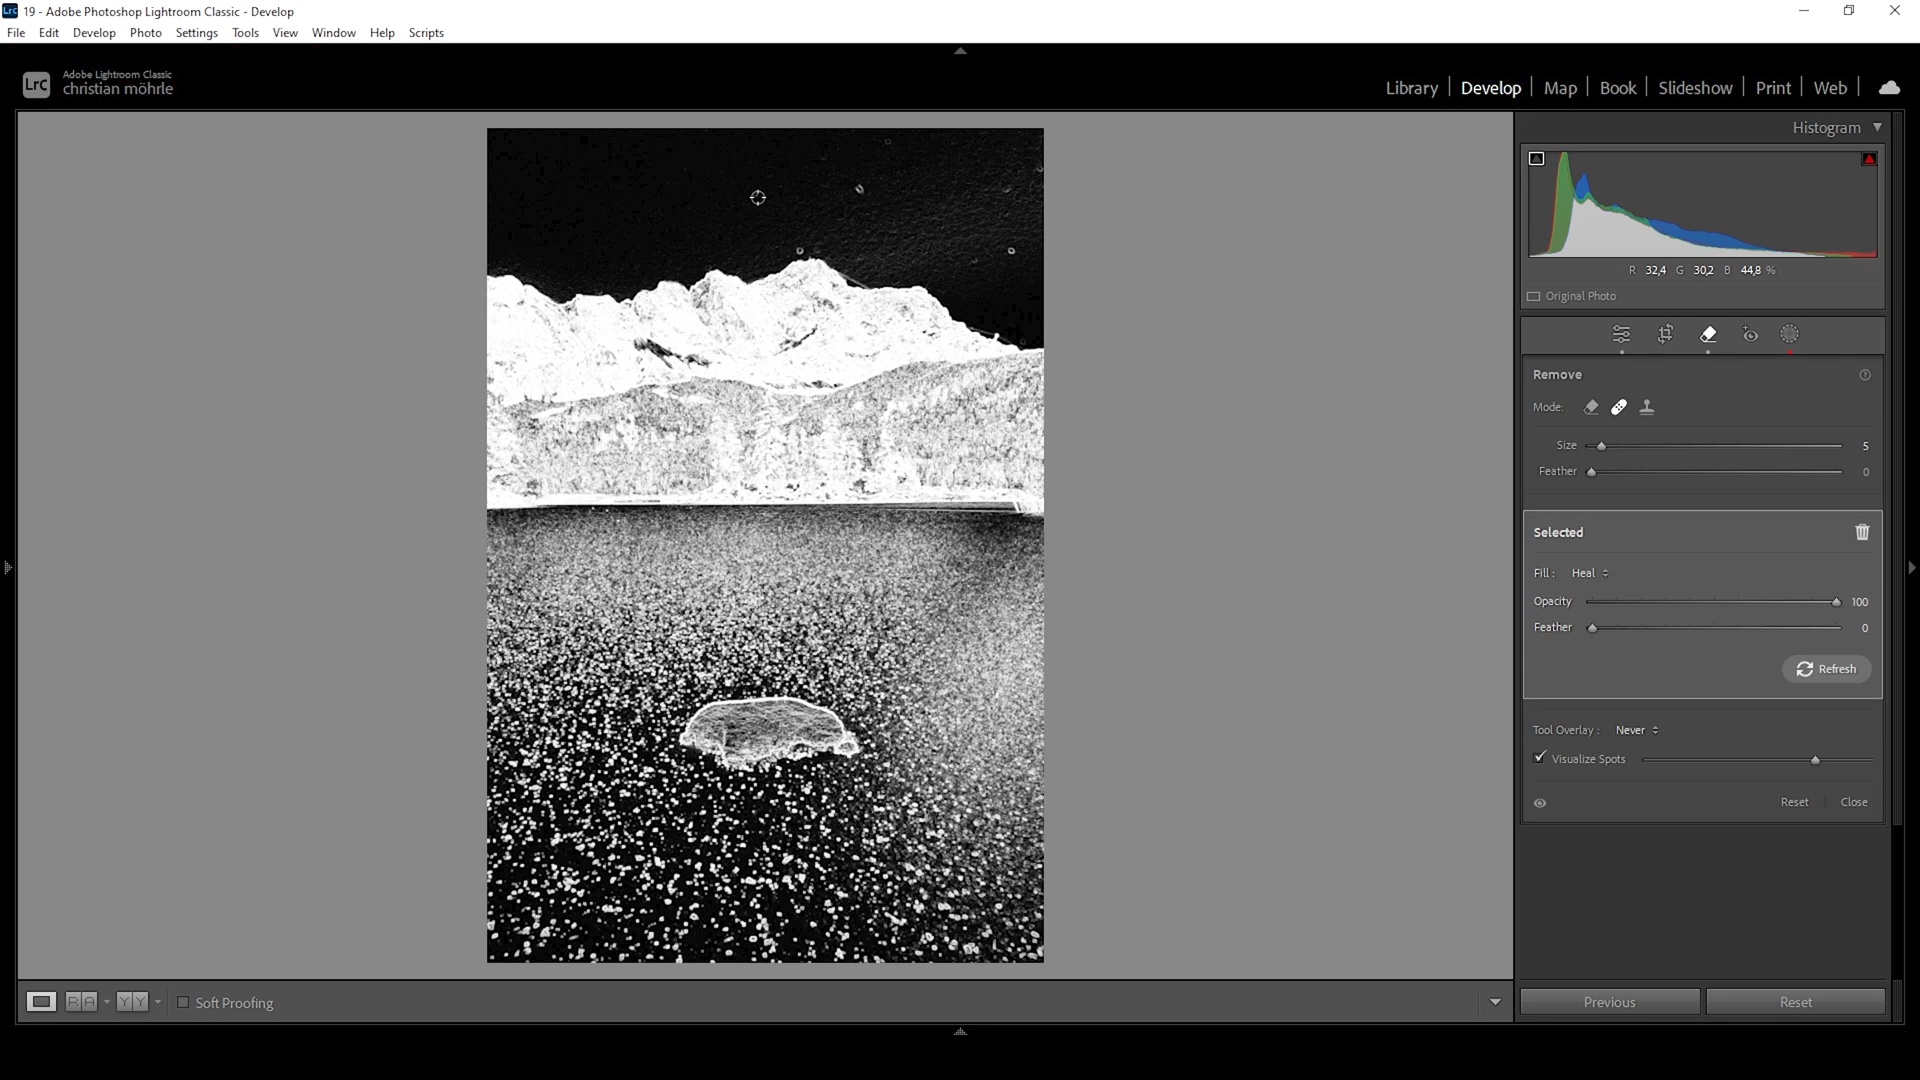 Lrc 19 - Adobe Photoshop Lightroom Classic - Develop
File Edit Develop Photo Settings Tools View Window Help Scripts
LrC Adobe Lightroom Classic
christian möhrle
Library Develop Map Book Slideshow Print Web
Histogram
R 32,4 G 30,2 B 44,8 %
Original Photo
Remove
Mode:
Size 5
Feather 0
Selected
Fill : Heal
Opacity 100
Feather 0
Refresh
Tool Overlay : Never
Visualize Spots
Reset Close
R A Y Y Soft Proofing
Previous Reset